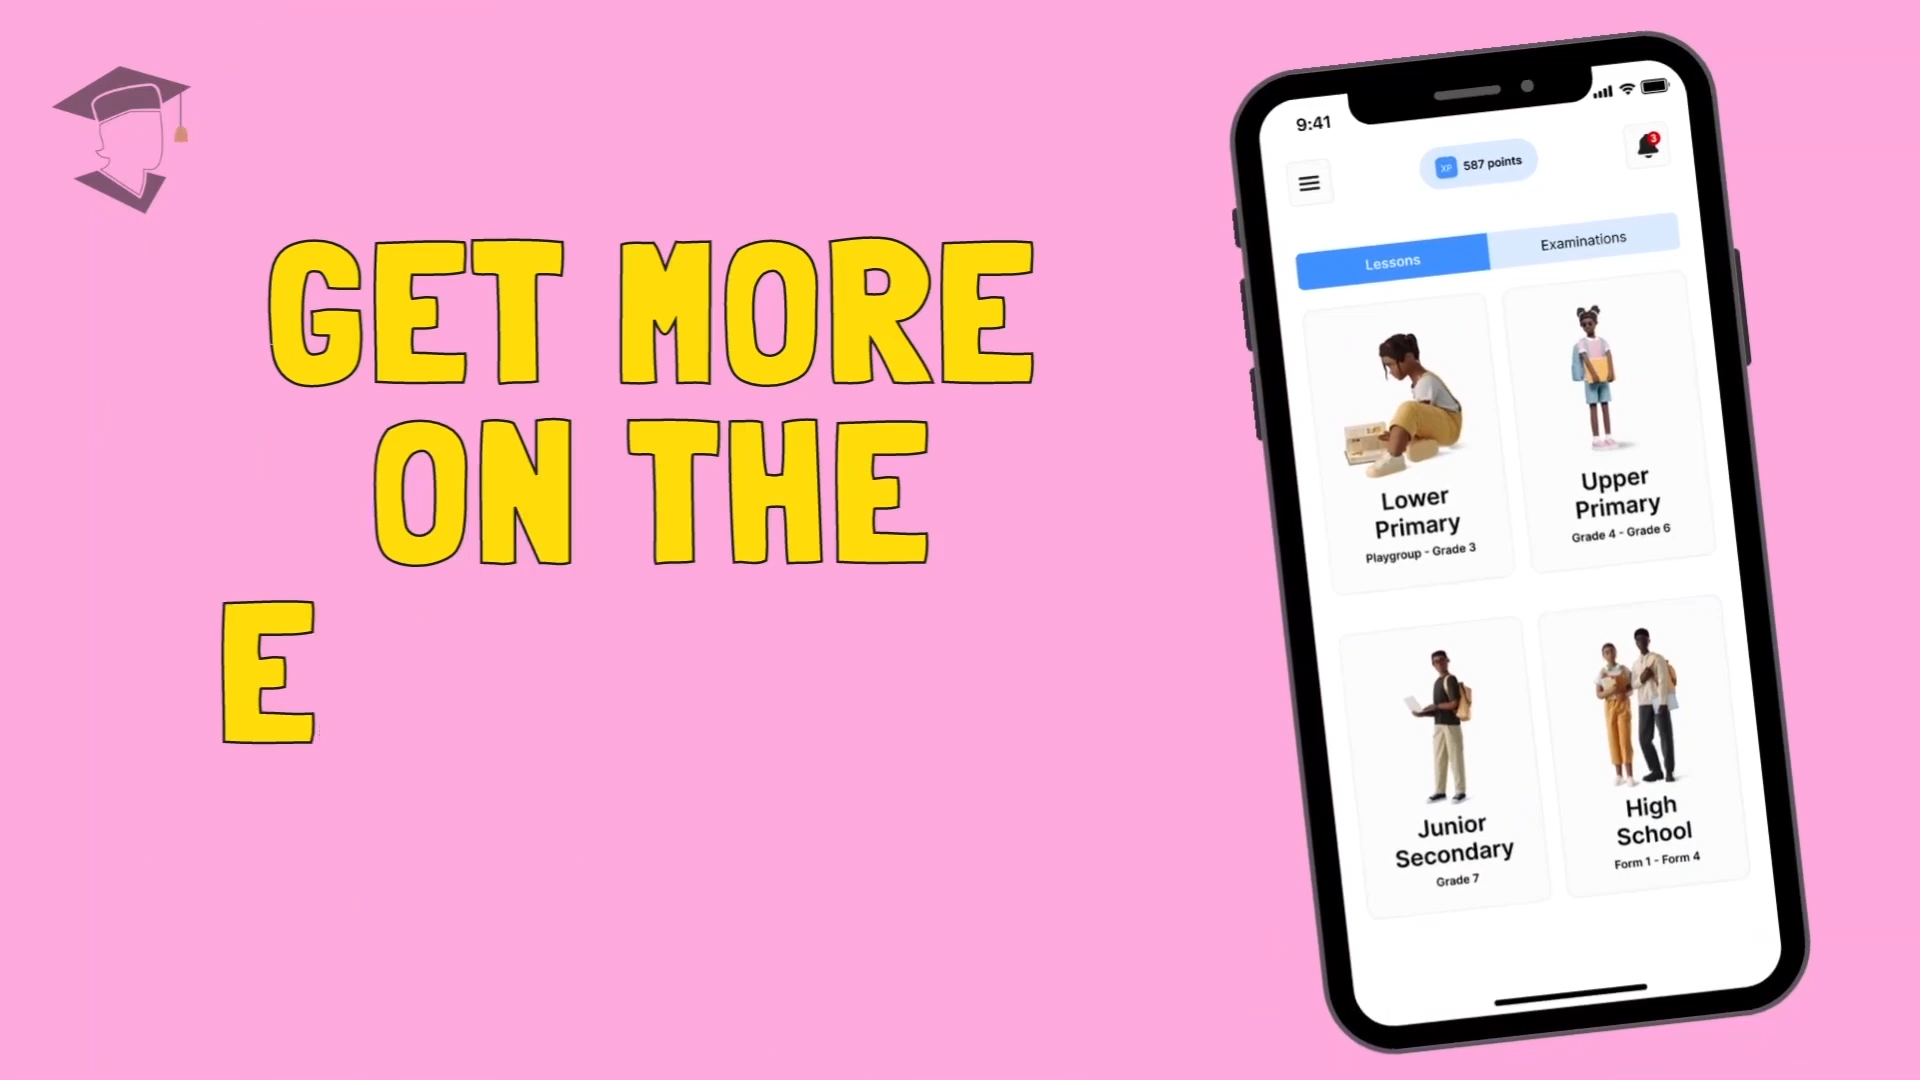 GET MORE
ON THE
E
9:41
XP 587 points
3
Lessons
Examinations
Lower
Primary
Playgroup - Grade 3
Upper
Primary
Grade 4 - Grade 6
Junior
Secondary
Grade 7
High
School
Form 1 - Form 4